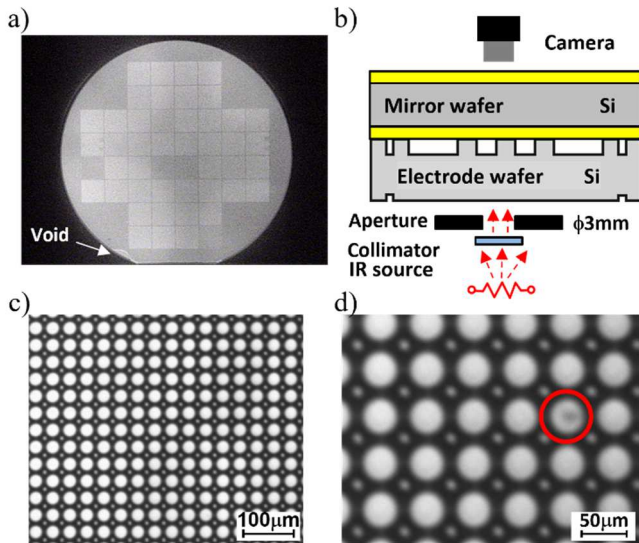 a)
Void
b)
Camera
Mirror wafer Si
Electrode wafer Si
Aperture ϕ3mm
Collimator
IR source
c)
100μm
d)
50μm